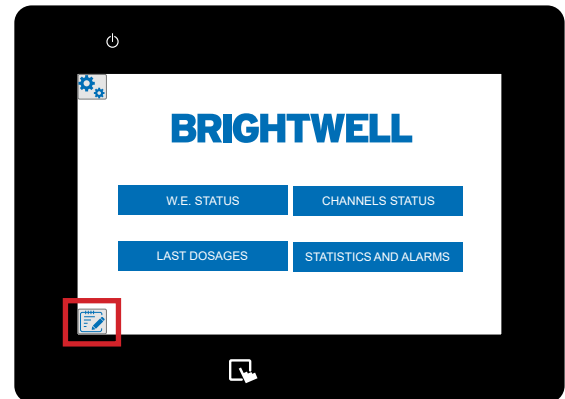 BRIGHTWELL
W.E. STATUS
CHANNELS STATUS
LAST DOSAGES
STATISTICS AND ALARMS